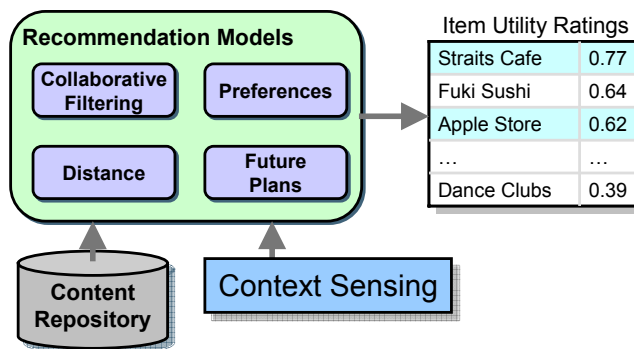 Recommendation Models
Collaborative
Filtering
Preferences
Distance
Future
Plans
Content
Repository
Context Sensing
Item Utility Ratings
Straits Cafe 0.77
Fuki Sushi 0.64
Apple Store 0.62
... ...
Dance Clubs 0.39